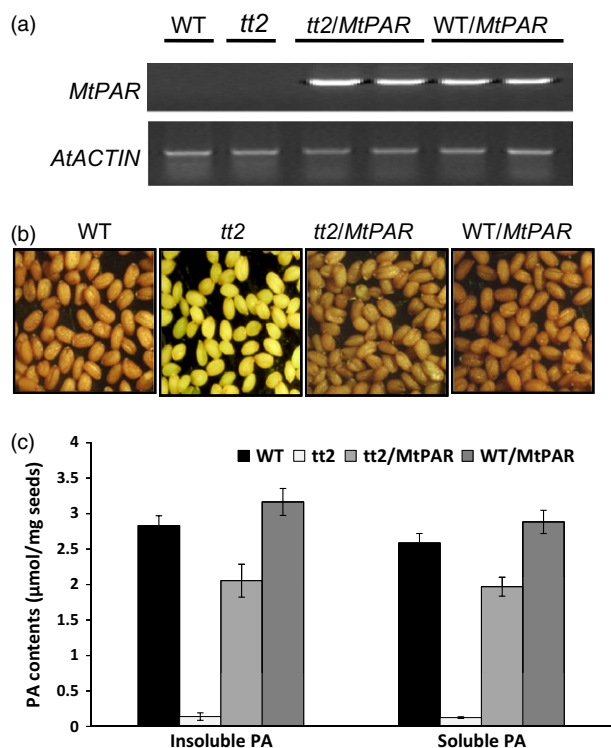 (a)
WT tt2 tt2/MtPAR WT/MtPAR
MtPAR
AtACTIN
(b)
WT tt2 tt2/MtPAR WT/MtPAR
(c)
4
WT tt2 tt2/MtPAR WT/MtPAR
3.5
3
2.5
2
1.5
1
0.5
0
PA contents (µmol/mg seeds)
Insoluble PA Soluble PA